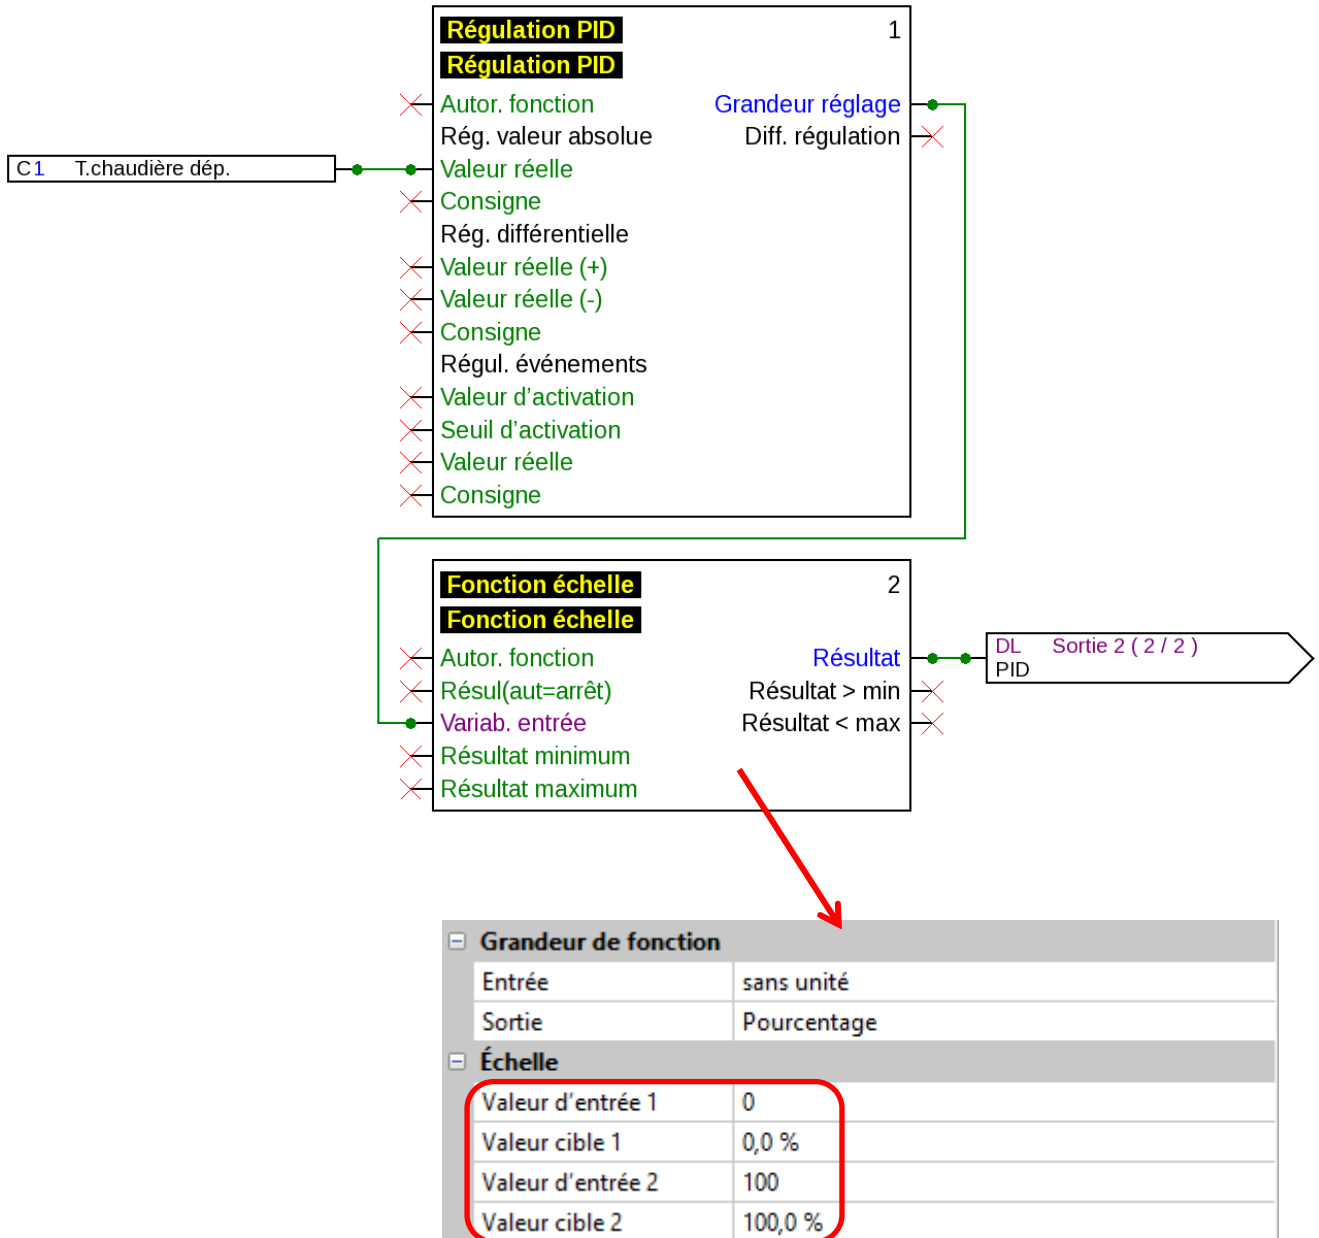 Régulation PID 1
Régulation PID
Autor. fonction Grandeur réglage
Rég. valeur absolue Diff. régulation
C1 T.chaudière dép. Valeur réelle
Consigne
Rég. différentielle
Valeur réelle (+)
Valeur réelle (-)
Consigne
Régul. événements
Valeur d’activation
Seuil d’activation
Valeur réelle
Consigne
Fonction échelle 2
Fonction échelle
Autor. fonction Résultat
DL Sortie 2 ( 2 / 2 )
PID
Résul(aut=arrêt) Résultat > min
Variab. entrée Résultat < max
Résultat minimum
Résultat maximum
Grandeur de fonction
Entrée sans unité
Sortie Pourcentage
Échelle
Valeur d’entrée 1 0
Valeur cible 1 0,0 %
Valeur d’entrée 2 100
Valeur cible 2 100,0 %